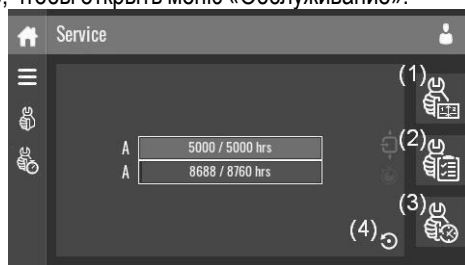 чтобы открыть меню «Обслуживание».
Service
(1)
(2)
A 5000 / 5000 hrs
A 8688 / 8760 hrs
(3)
(4)